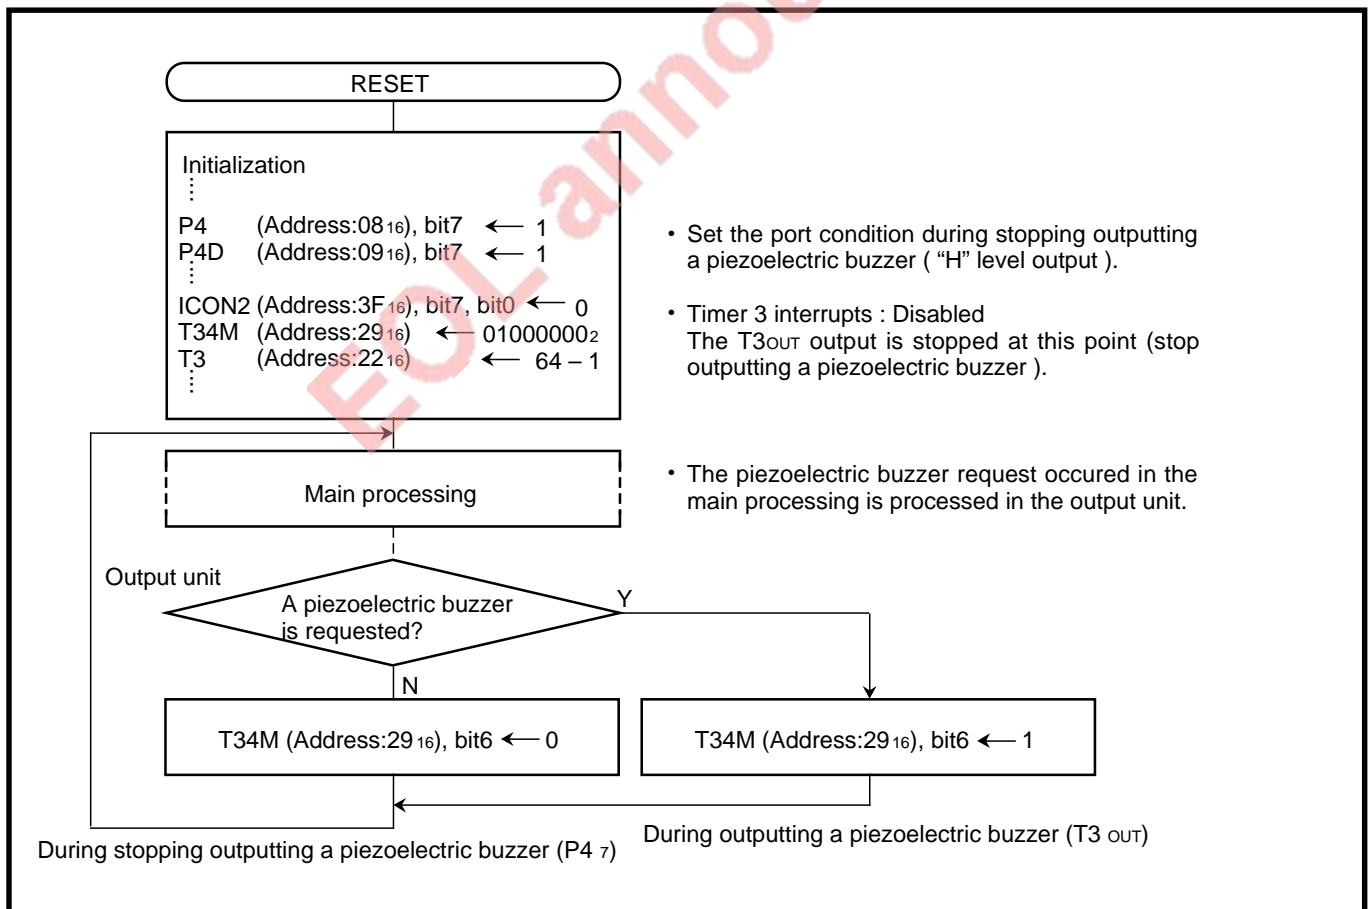 EOL annou
RESET
Initialization
P4 (Address:0816), bit7 ← 1
P4D (Address:0916), bit7 ← 1
ICON2 (Address:3F16), bit7, bit0 ← 0
T34M (Address:2916) ← 010000002
T3 (Address:2216) ← 64 – 1
• Set the port condition during stopping outputting
a piezoelectric buzzer ( “H” level output ).
• Timer 3 interrupts : Disabled
The T3OUT output is stopped at this point (stop
outputting a piezoelectric buzzer ).
Main processing
• The piezoelectric buzzer request occured in the
main processing is processed in the output unit.
Output unit
A piezoelectric buzzer
is requested?
Y
N
T34M (Address:2916), bit6 ← 0
T34M (Address:2916), bit6 ← 1
During stopping outputting a piezoelectric buzzer (P4 7)
During outputting a piezoelectric buzzer (T3 OUT)